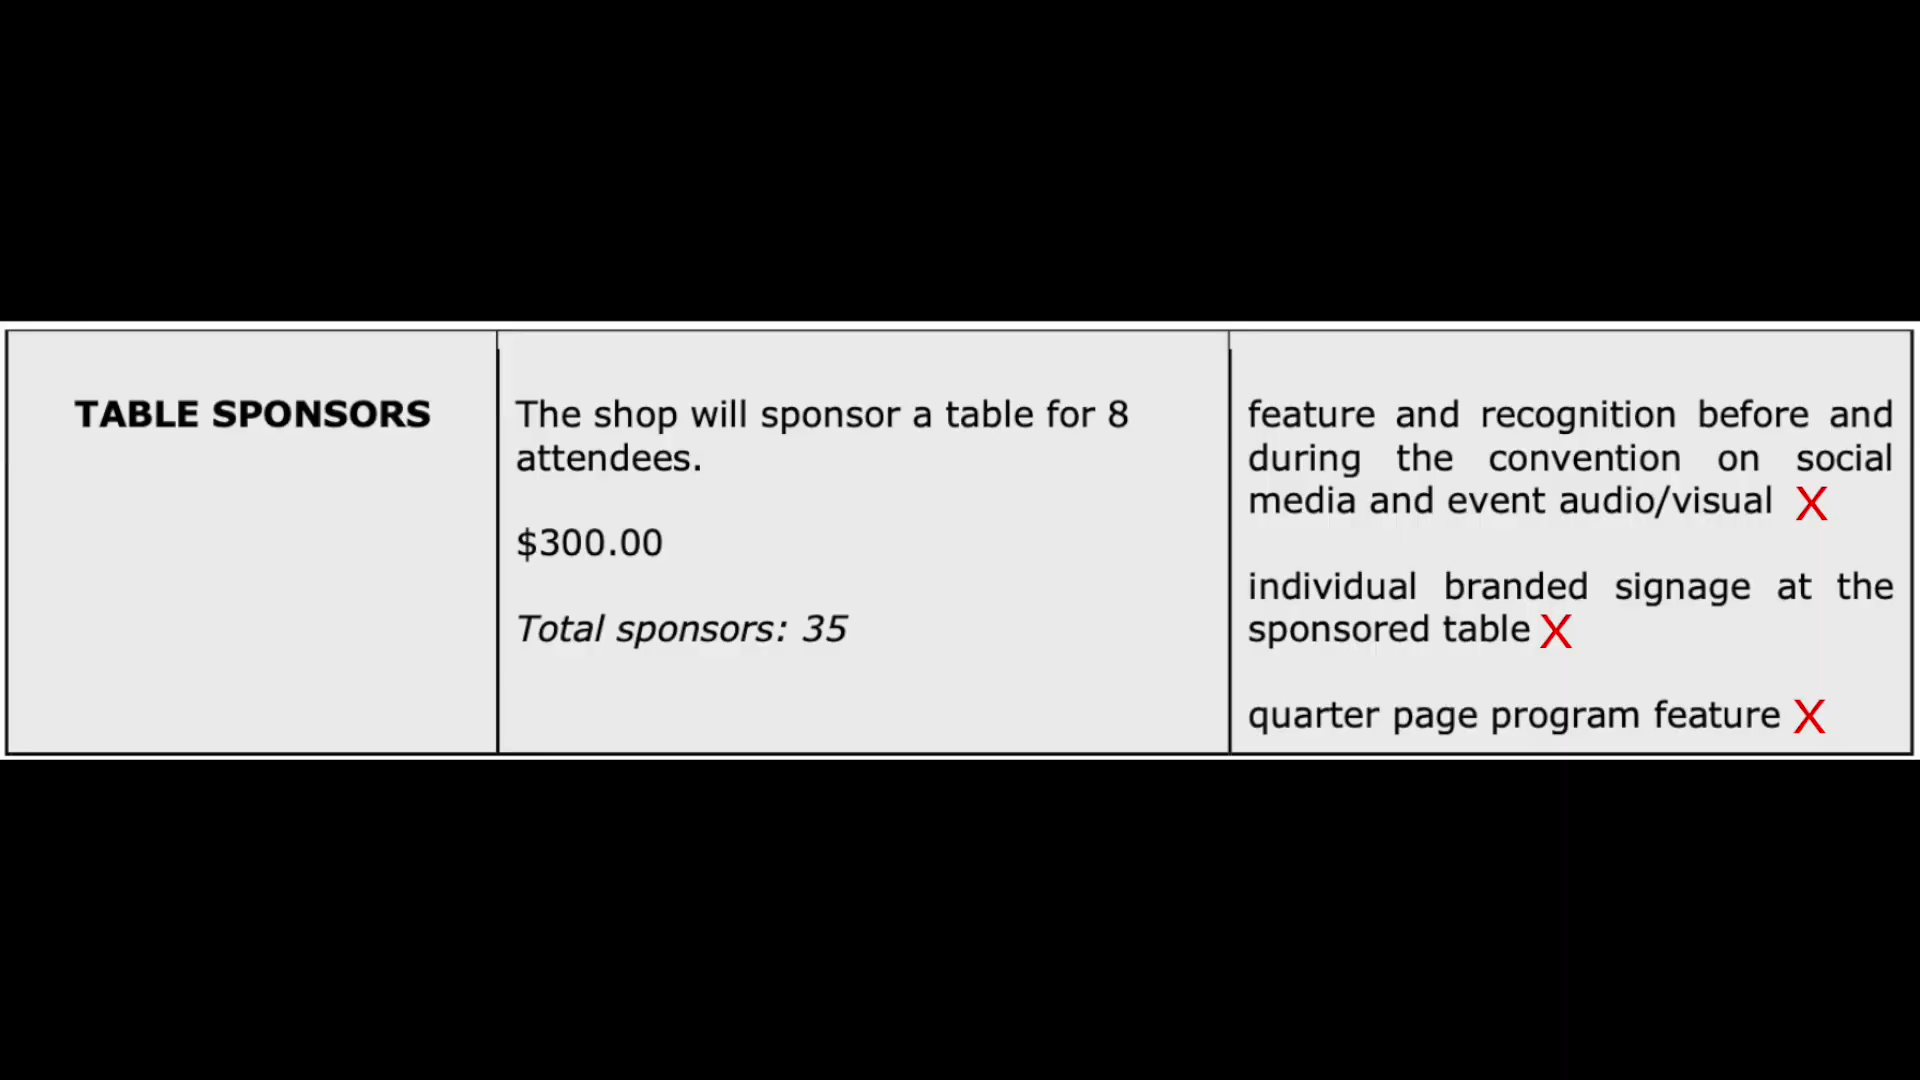 TABLE SPONSORS
The shop will sponsor a table for 8
attendees.
$300.00
Total sponsors: 35
feature and recognition before and
during the convention on social
media and event audio/visual X
individual branded signage at the
sponsored table X
quarter page program feature X